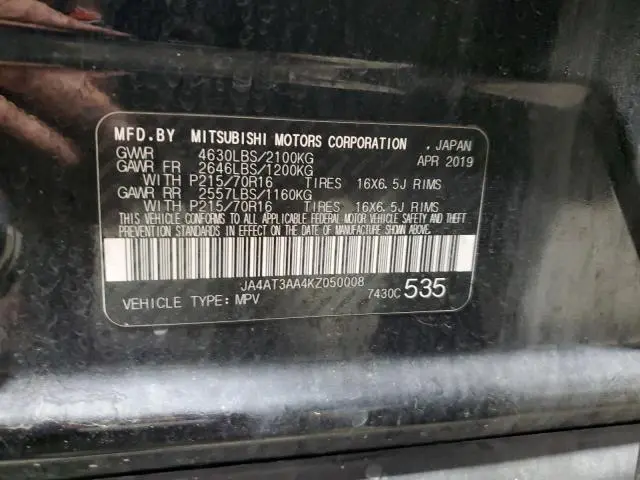 MFD.BY MITSUBISHI MOTORS CORPORATION , JAPAN
GVWR 4630LBS/2100KG APR 2019
GAWR FR 2646LBS/1200KG
WITH P215/70R16 TIRES 16X6.5J RIMS
GAWR RR 2557LBS/1160KG
WITH P215/70R16 TIRES 16X6.5J RIMS
THIS VEHICLE CONFORMS TO ALL APPLICABLE FEDERAL MOTOR VEHICLE SAFETY AND THEFT
PREVENTION STANDARDS IN EFFECT ON THE DATE OF MANUFACTURE SHOWN ABOVE.
JA4AT3AA4KZ050008
VEHICLE TYPE: MPV 7430C 535